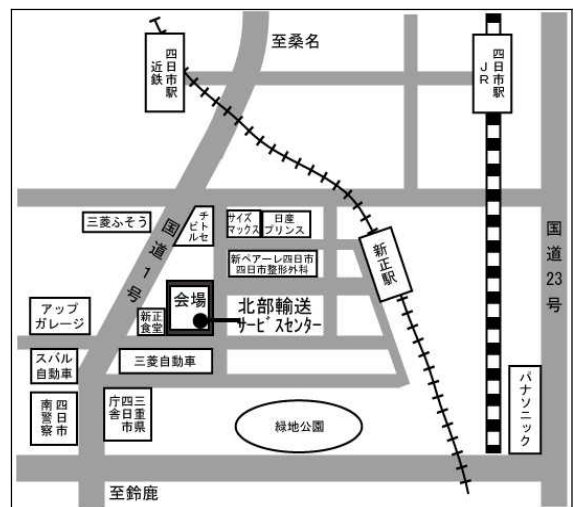 至桑名
近鉄
四日市駅
JR
四日市駅
三菱ふそう
国道1号
チトセビル
サイズマックス
日産プリンス
新ペアーレ四日市
四日市整形外科
新正駅
国道23号
アップガレージ
会場
新正食堂
北部輸送
サービスセンター
スバル自動車
三菱自動車
パナソニック
四日市南警察
三重県四日市庁舎
緑地公園
至鈴鹿